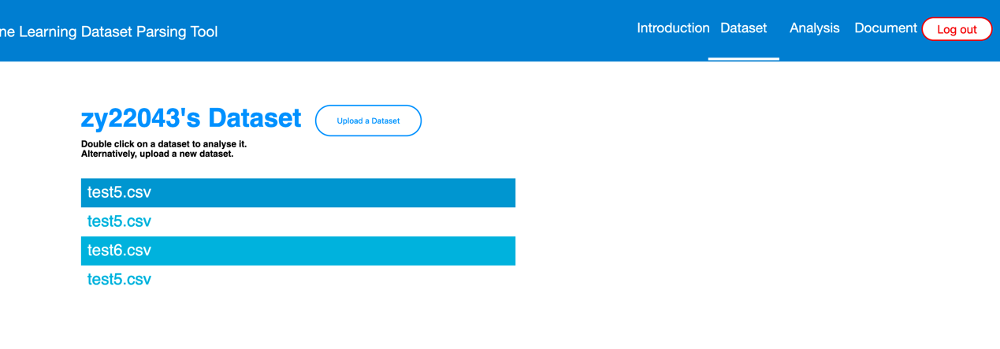 ne Learning Dataset Parsing Tool
Introduction Dataset Analysis Document Log out
zy22043's Dataset Upload a Dataset
Double click on a dataset to analyse it.
Alternatively, upload a new dataset.
test5.csv
test5.csv
test6.csv
test5.csv